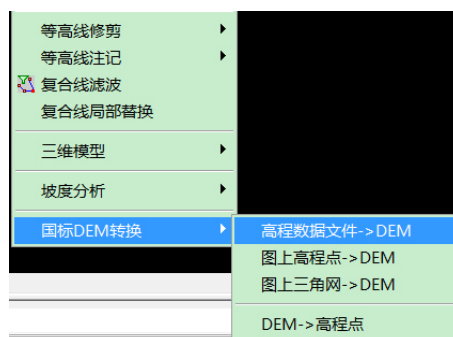 等高线修剪
等高线注记
复合线滤波
复合线局部替换
三维模型
坡度分析
国标DEM转换
高程数据文件->DEM
图上高程点->DEM
图上三角网->DEM
DEM->高程点